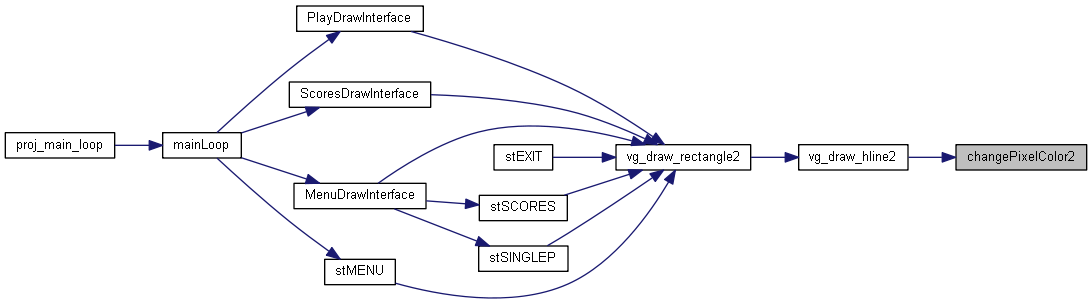 PlayDrawInterface
ScoresDrawInterface
proj_main_loop
mainLoop
stEXIT
vg_draw_rectangle2
vg_draw_hline2
changePixelColor2
MenuDrawInterface
stSCORES
stSINGLEP
stMENU